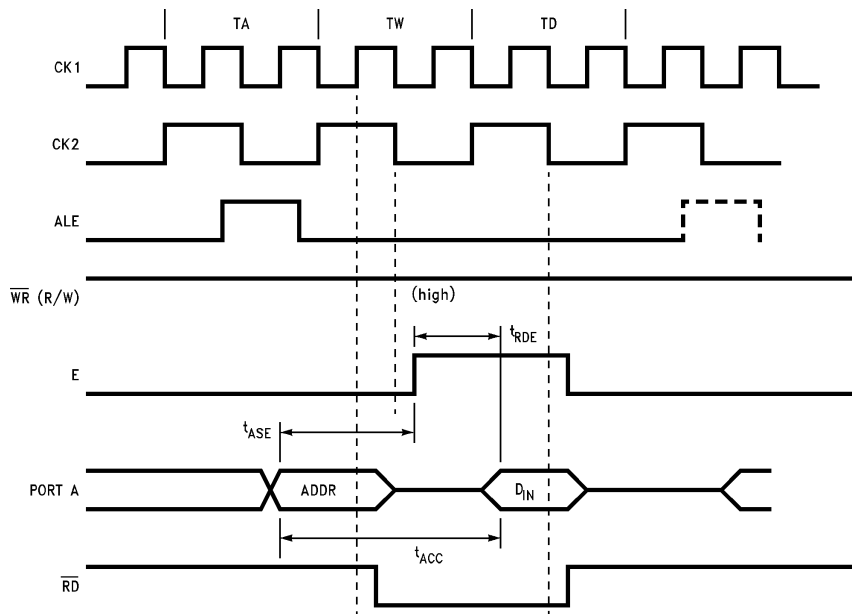 TA TW TD
CK1
CK2
ALE
WR (R/W)
(high)
tRDE
E
tASE
PORT A ADDR DIN
tACC
RD